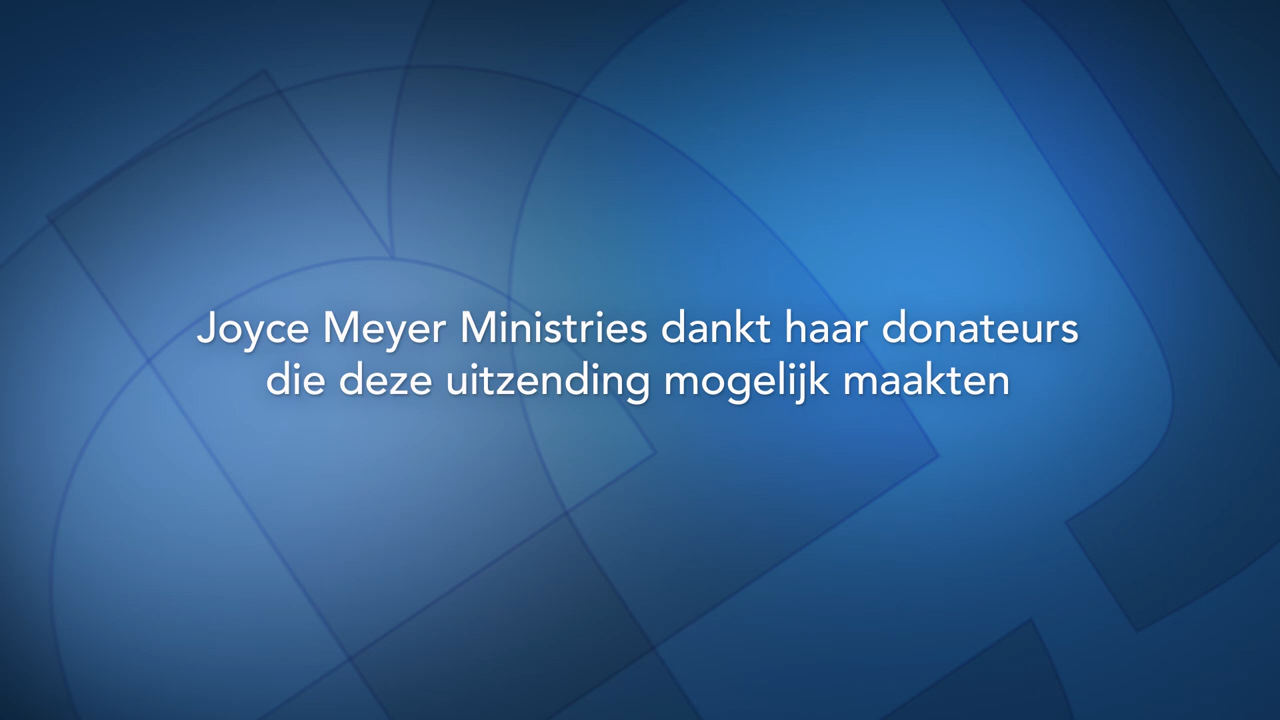 Joyce Meyer Ministries dankt haar donateurs
die deze uitzending mogelijk maakten